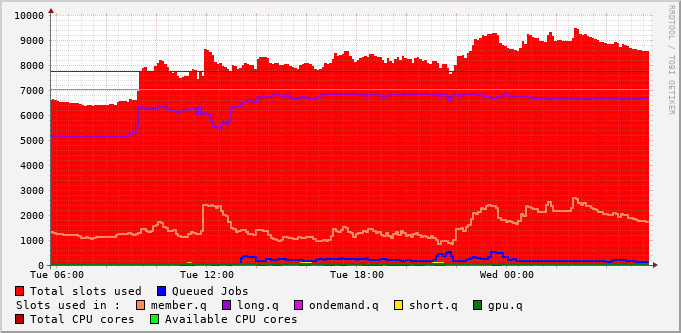 10000
9000
8000
7000
6000
5000
4000
3000
2000
1000
0
Tue 06:00 Tue 12:00 Tue 18:00 Wed 00:00
Total slots used Queued Jobs
Slots used in : member.q long.q ondemand.q short.q gpu.q
Total CPU cores Available CPU cores
RRDTOOL / TOBI OETIKER